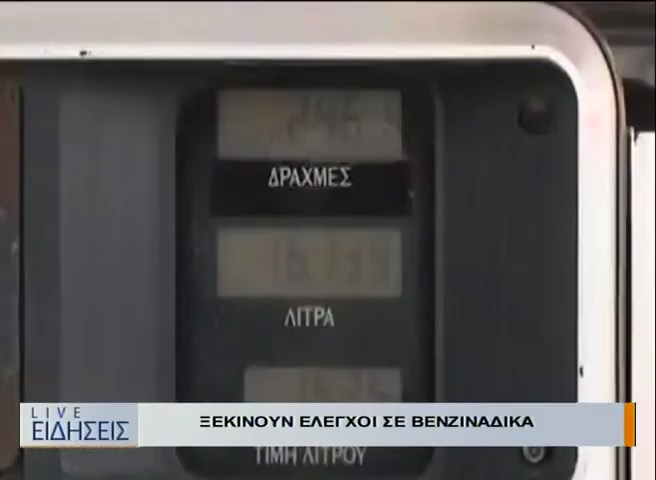 ΔΡΑΧΜΕΣ
ΛΙΤΡΑ
LIVE
ΕΙΔΗΣΕΙΣ
ΞΕΚΙΝΟΥΝ ΕΛΕΓΧΟΙ ΣΕ ΒΕΝΖΙΝΑΔΙΚΑ
ΤΙΜΗ ΛΙΤΡΟΥ